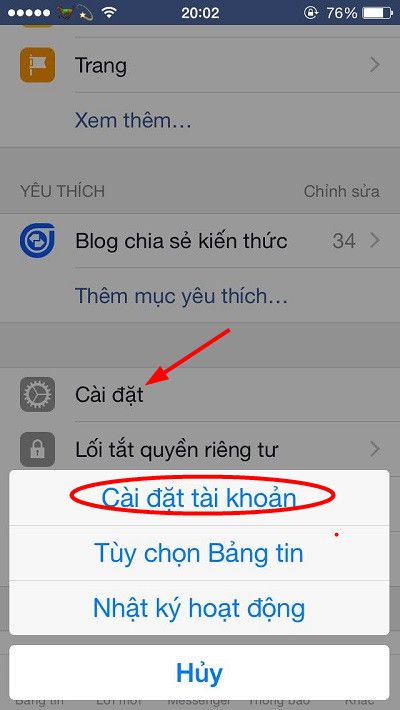 20:02
76%
Trang
Xem thêm...
YÊU THÍCH
Chỉnh sửa
Blog chia sẻ kiến thức
34
Thêm mục yêu thích...
Cài đặt
Lối tắt quyền riêng tư
Cài đặt tài khoản
Tùy chọn Bảng tin
Nhật ký hoạt động
Hủy
Bảng tin
Lời mời
Messenger
Thông báo
Khác